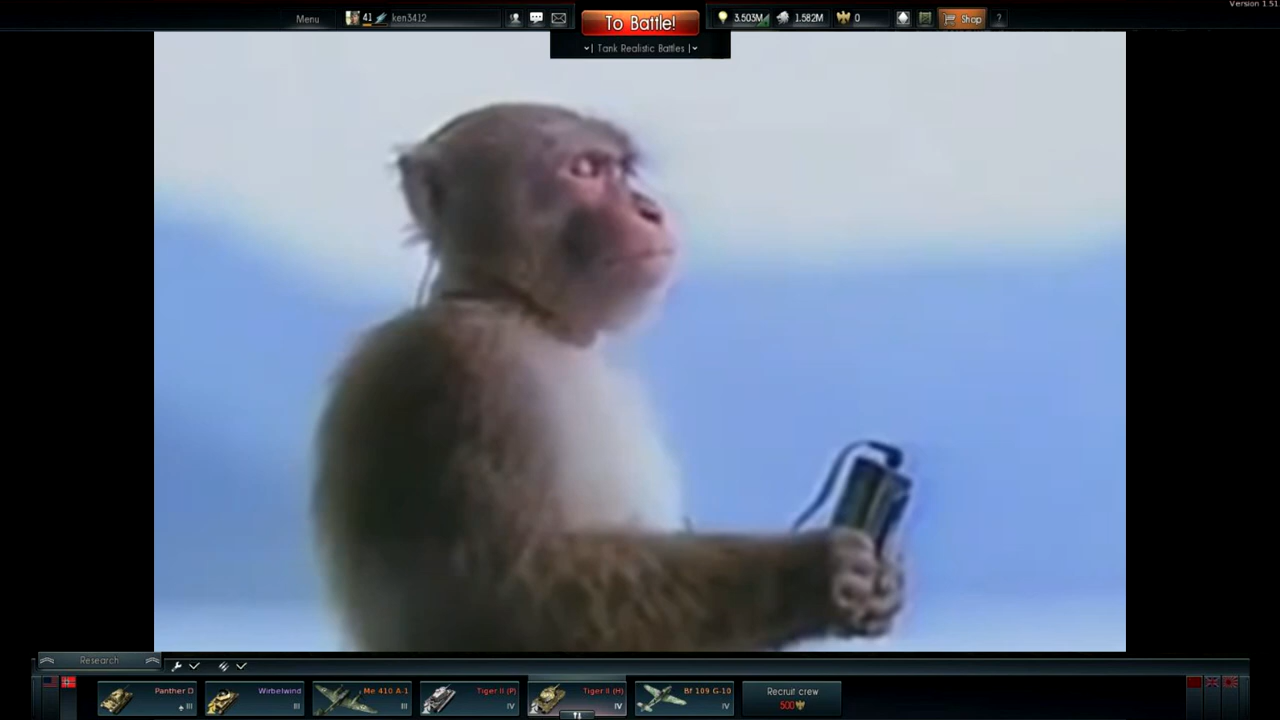 Version 1.51
Menu
41
ken3412
To Battle!
3.503M
1.582M
0
Shop
?
Tank Realistic Battles
Research
Panther D
III
Wirbelwind
III
Me 410 A-1
III
Tiger II (P)
IV
Tiger II (H)
IV
Bf 109 G-10
IV
Recruit crew
500